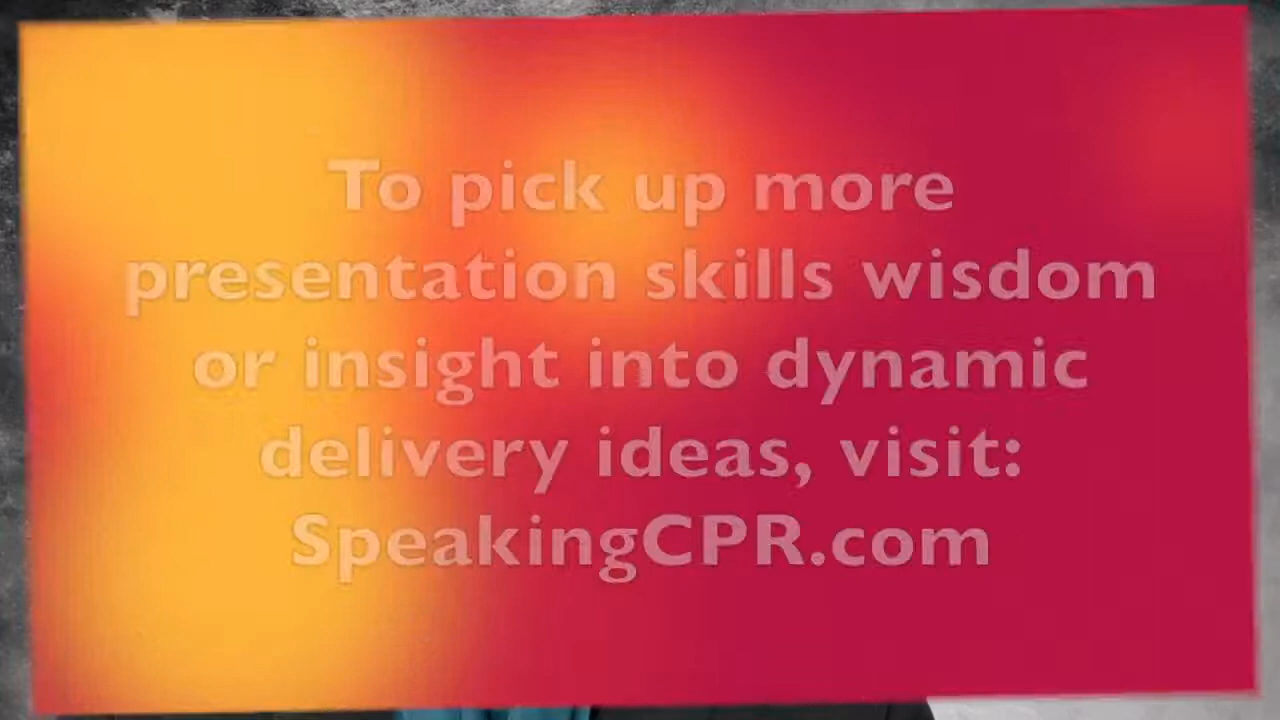 To pick up more
presentation skills wisdom
or insight into dynamic
delivery ideas, visit:
SpeakingCPR.com